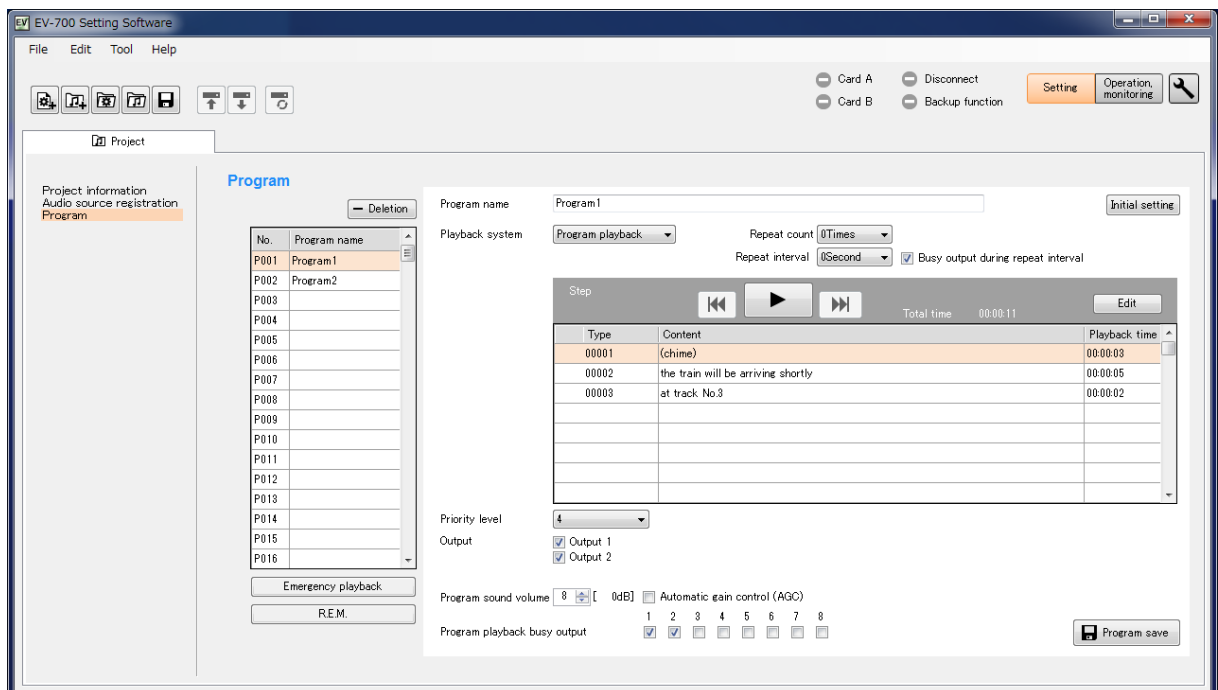 EV EV-700 Setting Software
File Edit Tool Help
Card A Disconnect
Card B Backup function
Setting
Operation,
monitoring
Project
Project information
Audio source registration
Program
Program
Deletion
No. Program name
P001 Program1
P002 Program2
P003
P004
P005
P006
P007
P008
P009
P010
P011
P012
P013
P014
P015
P016
Emergency playback
R.E.M.
Program name Program1 Initial setting
Playback system Program playback Repeat count 0Times
Repeat interval 0Second Busy output during repeat interval
Step
Total time 00:00:11
Edit
Type Content Playback time
00001 (chime) 00:00:03
00002 the train will be arriving shortly 00:00:05
00003 at track No.3 00:00:02
Priority level 4
Output Output 1
Output 2
Program sound volume 8 [ 0dB] Automatic gain control (AGC)
1 2 3 4 5 6 7 8
Program playback busy output
Program save